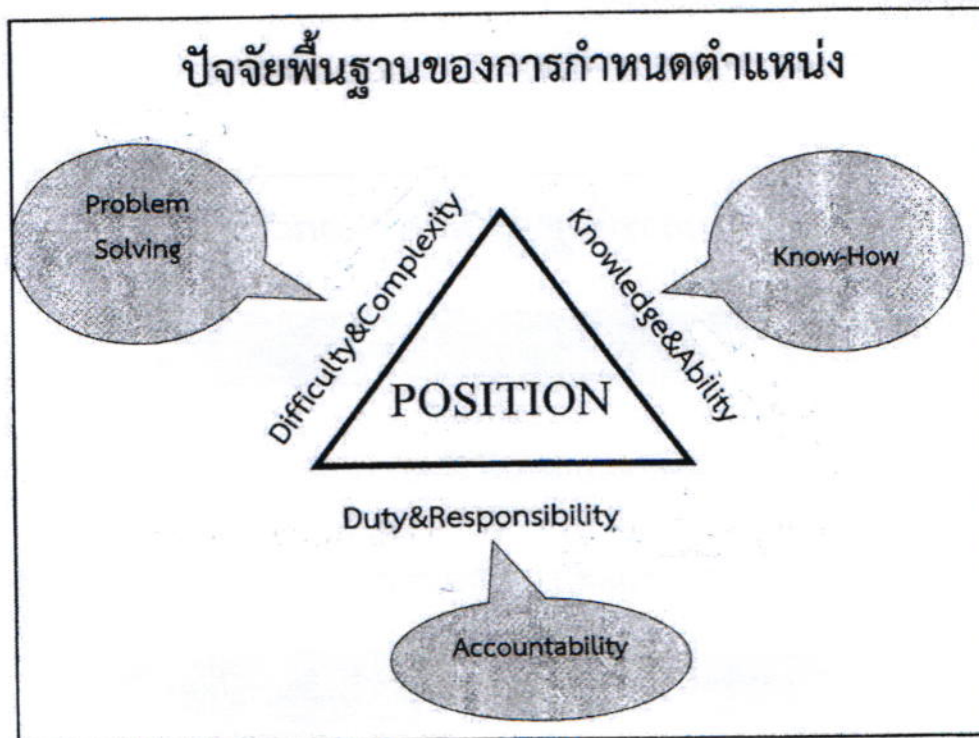 ปัจจัยพื้นฐานของการกำหนดตำแหน่ง
Problem
Solving
Difficulty&Complexity
Knowledge&Ability
Know-How
POSITION
Duty&Responsibility
Accountability